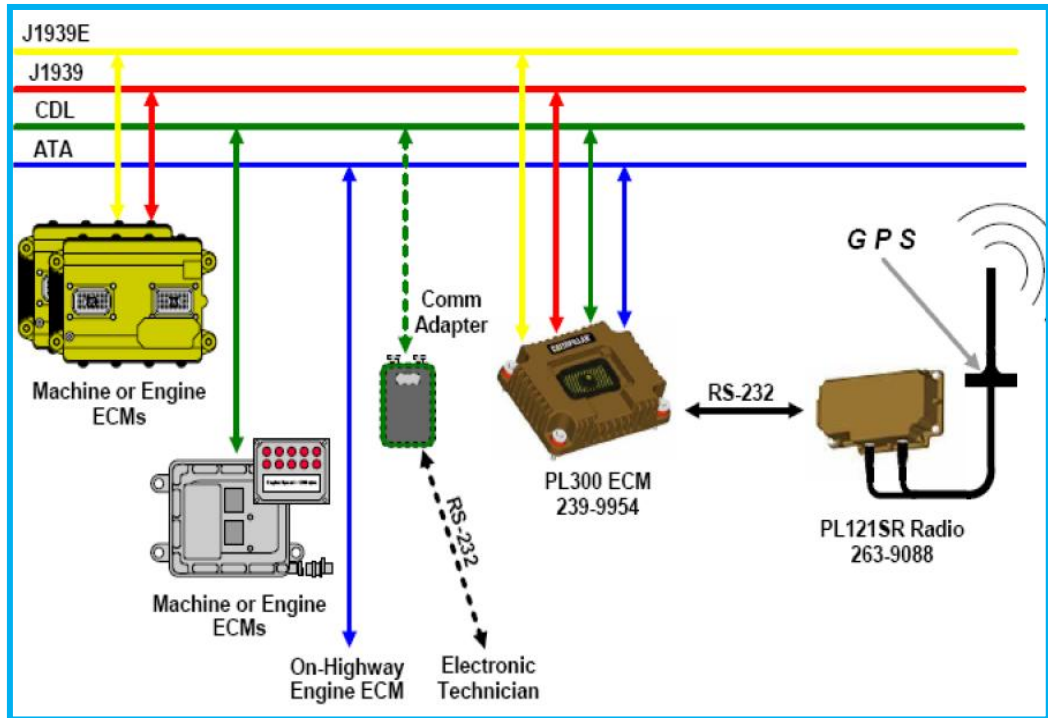 J1939E
J1939
CDL
ATA
G P S
Comm
Adapter
CATERPILLAR
RS-232
Machine or Engine
ECMs
PL300 ECM
239-9954
PL121SR Radio
263-9088
RS-232
Machine or Engine
ECMs
On-Highway
Engine ECM
Electronic
Technician